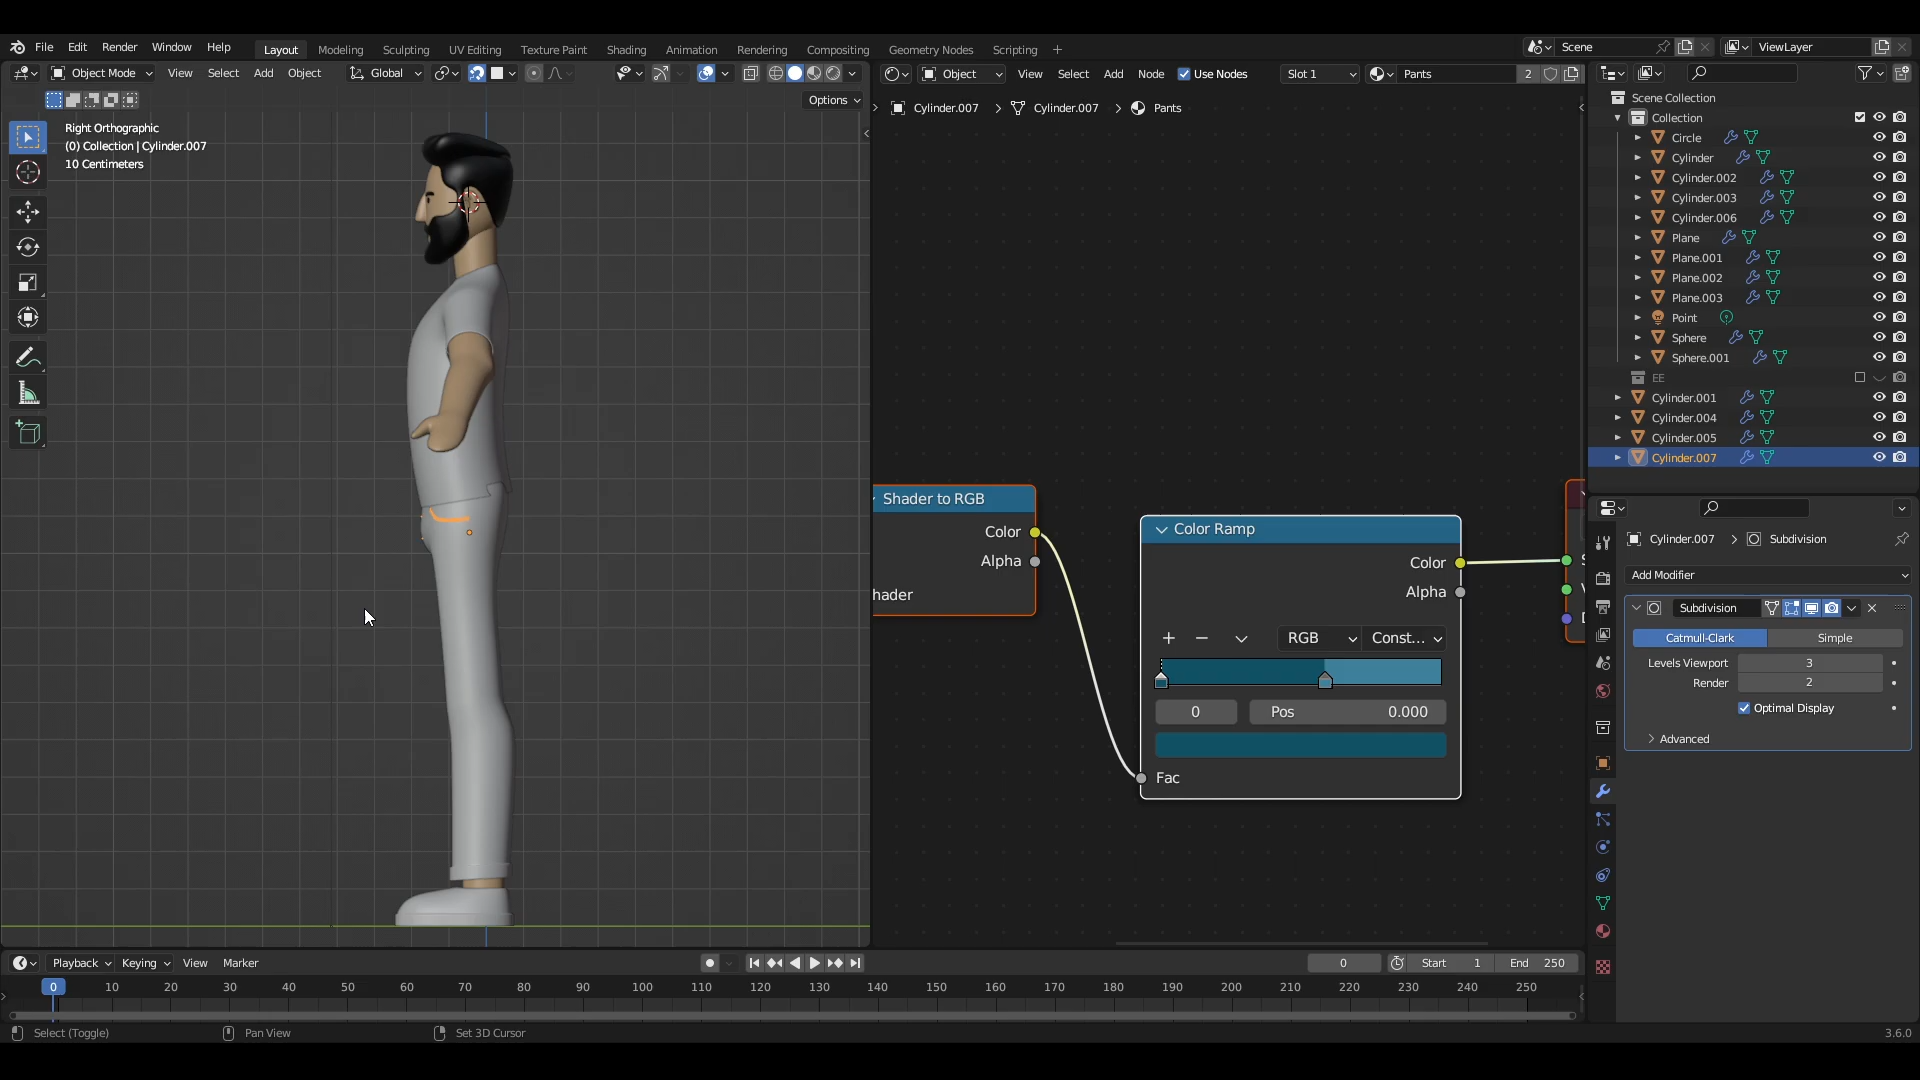 File Edit Render Window Help Layout Modeling Sculpting UV Editing Texture Paint Shading Animation Rendering Compositing Geometry Nodes Scripting + Scene ViewLayer
Object Mode View Select Add Object Global Object View Select Add Node Use Nodes Slot 1 Pants 2
Options
Right Orthographic
(0) Collection | Cylinder.007
10 Centimeters
Cylinder.007 > Cylinder.007 > Pants
Shader to RGB
Color
Alpha
hader
Color Ramp
Color
Alpha
RGB Const...
0 Pos 0.000
Fac
Scene Collection
Collection
Circle
Cylinder
Cylinder.002
Cylinder.003
Cylinder.006
Plane
Plane.001
Plane.002
Plane.003
Point
Sphere
Sphere.001
EE
Cylinder.001
Cylinder.004
Cylinder.005
Cylinder.007
Cylinder.007 > Subdivision
Add Modifier
Subdivision
Catmull-Clark Simple
Levels Viewport 3
Render 2
Optimal Display
Advanced
Playback Keying View Marker 0 Start 1 End 250
0 10 20 30 40 50 60 70 80 90 100 110 120 130 140 150 160 170 180 190 200 210 220 230 240 250
Select (Toggle) Pan View Set 3D Cursor 3.6.0